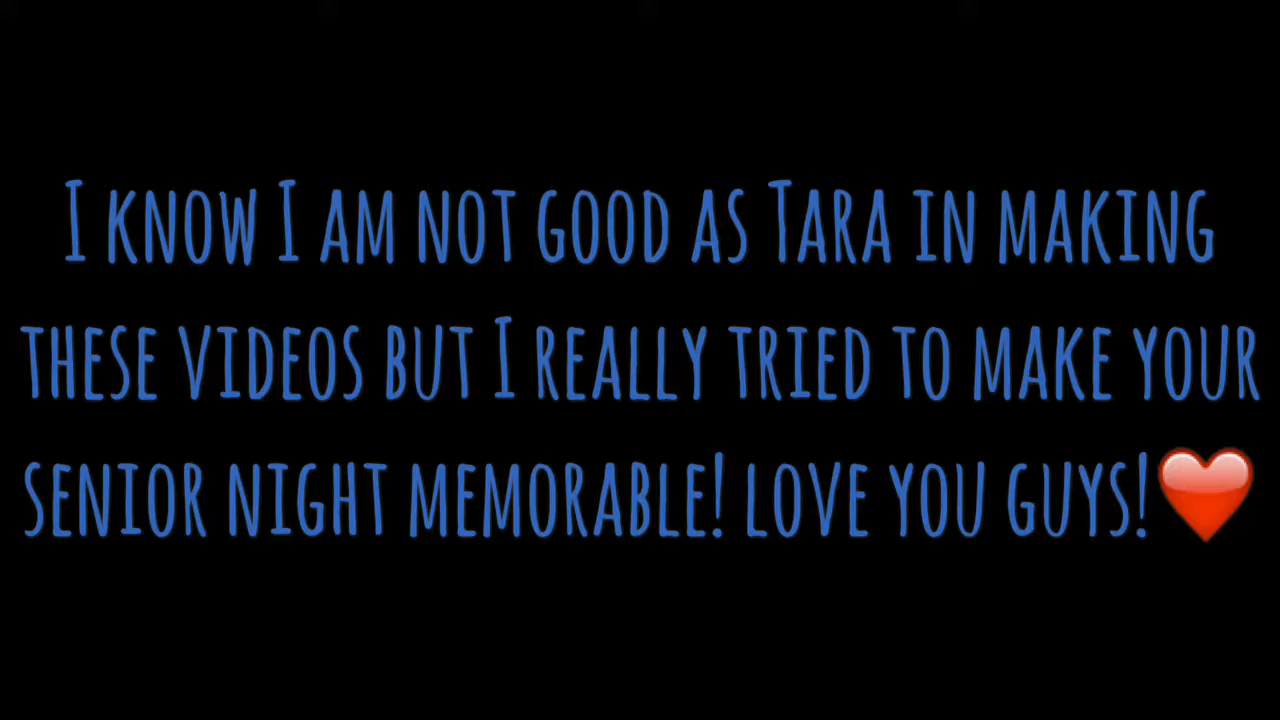 I know I am not good as Tara in making
these videos but I really tried to make your
senior night memorable! love you guys!❤️